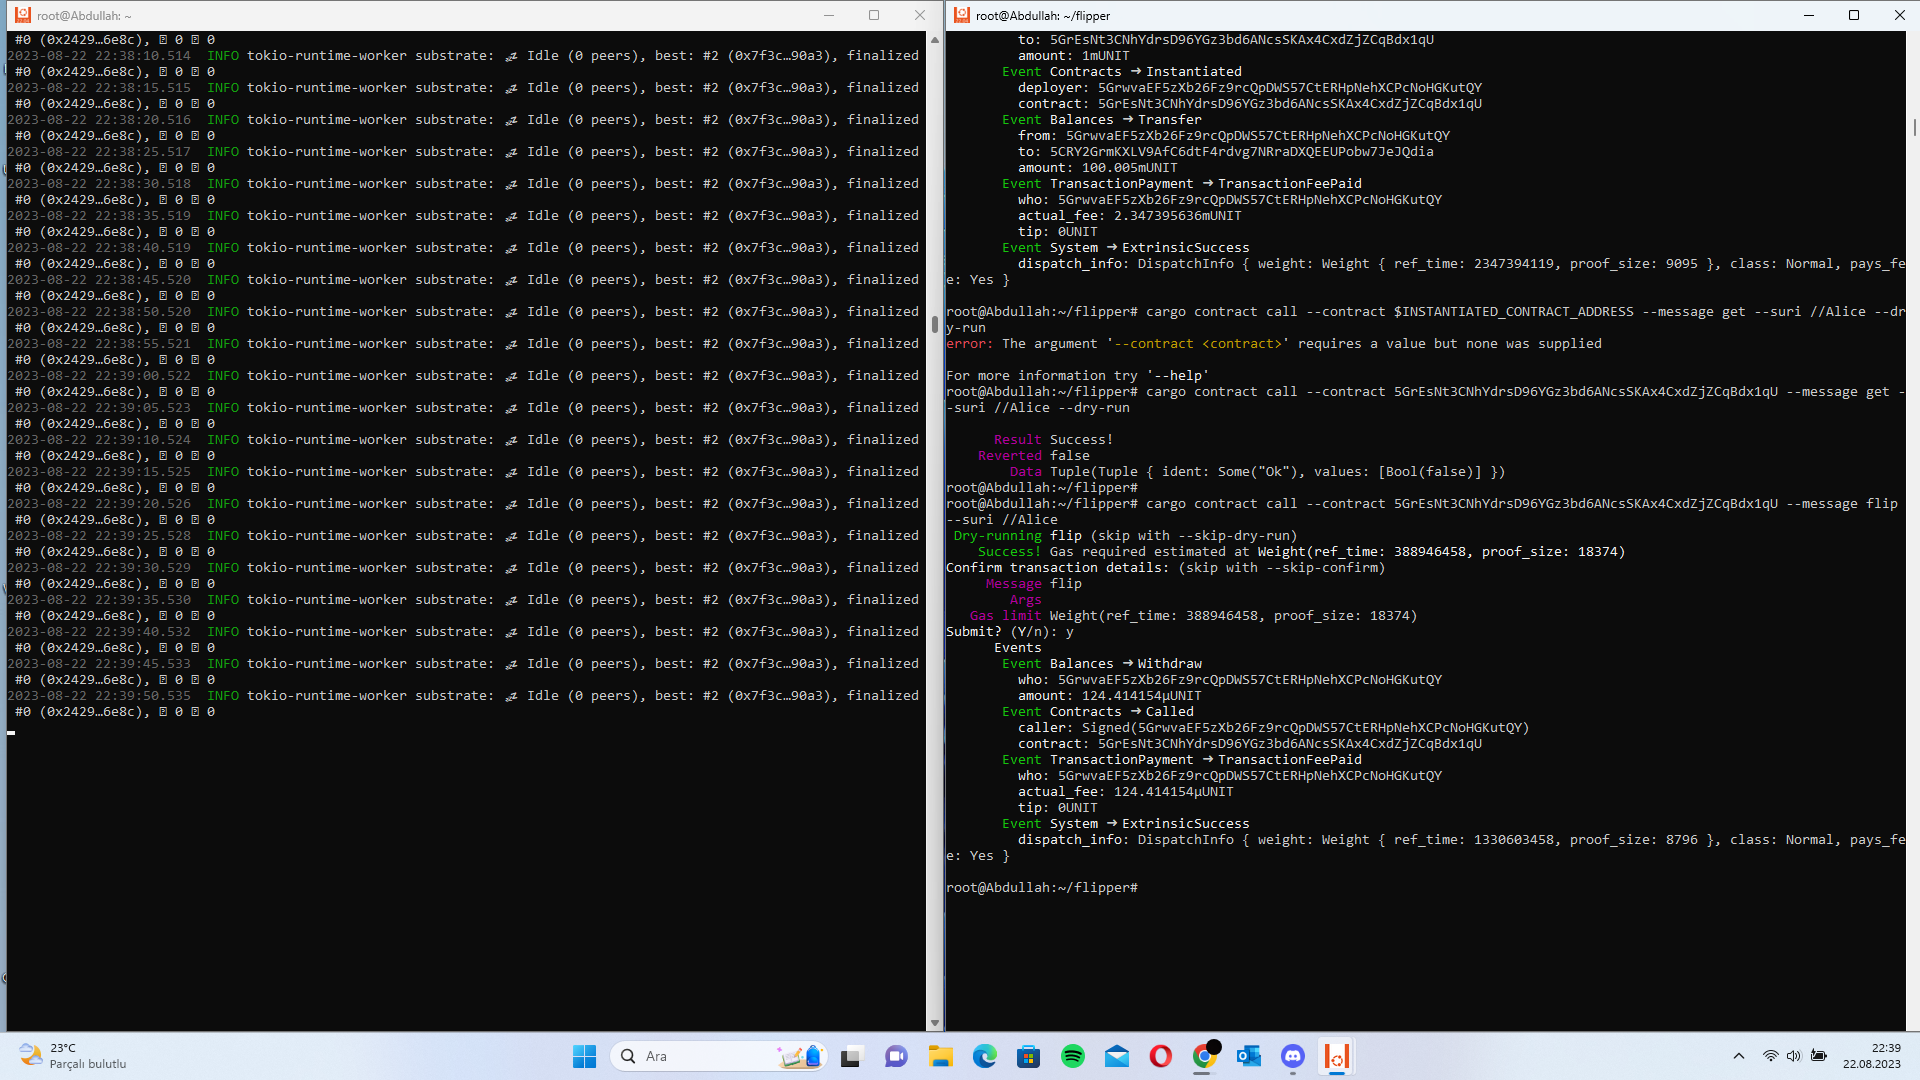 root@Abdullah: ~
#0 (0x2429…6e8c), 0 0
2023-08-22 22:38:10.514 INFO tokio-runtime-worker substrate: 💤 Idle (0 peers), best: #2 (0x7f3c…90a3), finalized
#0 (0x2429…6e8c), 0 0
2023-08-22 22:38:15.515 INFO tokio-runtime-worker substrate: 💤 Idle (0 peers), best: #2 (0x7f3c…90a3), finalized
#0 (0x2429…6e8c), 0 0
2023-08-22 22:38:20.516 INFO tokio-runtime-worker substrate: 💤 Idle (0 peers), best: #2 (0x7f3c…90a3), finalized
#0 (0x2429…6e8c), 0 0
2023-08-22 22:38:25.517 INFO tokio-runtime-worker substrate: 💤 Idle (0 peers), best: #2 (0x7f3c…90a3), finalized
#0 (0x2429…6e8c), 0 0
2023-08-22 22:38:30.518 INFO tokio-runtime-worker substrate: 💤 Idle (0 peers), best: #2 (0x7f3c…90a3), finalized
#0 (0x2429…6e8c), 0 0
2023-08-22 22:38:35.519 INFO tokio-runtime-worker substrate: 💤 Idle (0 peers), best: #2 (0x7f3c…90a3), finalized
#0 (0x2429…6e8c), 0 0
2023-08-22 22:38:40.519 INFO tokio-runtime-worker substrate: 💤 Idle (0 peers), best: #2 (0x7f3c…90a3), finalized
#0 (0x2429…6e8c), 0 0
2023-08-22 22:38:45.520 INFO tokio-runtime-worker substrate: 💤 Idle (0 peers), best: #2 (0x7f3c…90a3), finalized
#0 (0x2429…6e8c), 0 0
2023-08-22 22:38:50.520 INFO tokio-runtime-worker substrate: 💤 Idle (0 peers), best: #2 (0x7f3c…90a3), finalized
#0 (0x2429…6e8c), 0 0
2023-08-22 22:38:55.521 INFO tokio-runtime-worker substrate: 💤 Idle (0 peers), best: #2 (0x7f3c…90a3), finalized
#0 (0x2429…6e8c), 0 0
2023-08-22 22:39:00.522 INFO tokio-runtime-worker substrate: 💤 Idle (0 peers), best: #2 (0x7f3c…90a3), finalized
#0 (0x2429…6e8c), 0 0
2023-08-22 22:39:05.523 INFO tokio-runtime-worker substrate: 💤 Idle (0 peers), best: #2 (0x7f3c…90a3), finalized
#0 (0x2429…6e8c), 0 0
2023-08-22 22:39:10.524 INFO tokio-runtime-worker substrate: 💤 Idle (0 peers), best: #2 (0x7f3c…90a3), finalized
#0 (0x2429…6e8c), 0 0
2023-08-22 22:39:15.525 INFO tokio-runtime-worker substrate: 💤 Idle (0 peers), best: #2 (0x7f3c…90a3), finalized
#0 (0x2429…6e8c), 0 0
2023-08-22 22:39:20.526 INFO tokio-runtime-worker substrate: 💤 Idle (0 peers), best: #2 (0x7f3c…90a3), finalized
#0 (0x2429…6e8c), 0 0
2023-08-22 22:39:25.528 INFO tokio-runtime-worker substrate: 💤 Idle (0 peers), best: #2 (0x7f3c…90a3), finalized
#0 (0x2429…6e8c), 0 0
2023-08-22 22:39:30.529 INFO tokio-runtime-worker substrate: 💤 Idle (0 peers), best: #2 (0x7f3c…90a3), finalized
#0 (0x2429…6e8c), 0 0
2023-08-22 22:39:35.530 INFO tokio-runtime-worker substrate: 💤 Idle (0 peers), best: #2 (0x7f3c…90a3), finalized
#0 (0x2429…6e8c), 0 0
2023-08-22 22:39:40.532 INFO tokio-runtime-worker substrate: 💤 Idle (0 peers), best: #2 (0x7f3c…90a3), finalized
#0 (0x2429…6e8c), 0 0
2023-08-22 22:39:45.533 INFO tokio-runtime-worker substrate: 💤 Idle (0 peers), best: #2 (0x7f3c…90a3), finalized
#0 (0x2429…6e8c), 0 0
2023-08-22 22:39:50.535 INFO tokio-runtime-worker substrate: 💤 Idle (0 peers), best: #2 (0x7f3c…90a3), finalized
#0 (0x2429…6e8c), 0 0
root@Abdullah: ~/flipper
to: 5GrEsNt3CNhYdrsD96YGz3bd6ANcsSKAx4CxdZjZCqBdx1qU
amount: 1mUNIT
Event Contracts ➜ Instantiated
deployer: 5GrwvaEF5zXb26Fz9rcQpDWS57CtERHpNehXCPcNoHGKutQY
contract: 5GrEsNt3CNhYdrsD96YGz3bd6ANcsSKAx4CxdZjZCqBdx1qU
Event Balances ➜ Transfer
from: 5GrwvaEF5zXb26Fz9rcQpDWS57CtERHpNehXCPcNoHGKutQY
to: 5CRY2GrmKXLV9AfC6dtF4rdvg7NRraDXQEEUPobw7JeJQdia
amount: 100.005mUNIT
Event TransactionPayment ➜ TransactionFeePaid
who: 5GrwvaEF5zXb26Fz9rcQpDWS57CtERHpNehXCPcNoHGKutQY
actual_fee: 2.347395636mUNIT
tip: 0UNIT
Event System ➜ ExtrinsicSuccess
dispatch_info: DispatchInfo { weight: Weight { ref_time: 2347394119, proof_size: 9095 }, class: Normal, pays_fe
e: Yes }
root@Abdullah:~/flipper# cargo contract call --contract $INSTANTIATED_CONTRACT_ADDRESS --message get --suri //Alice --dr
y-run
error: The argument '--contract <contract>' requires a value but none was supplied
For more information try '--help'
root@Abdullah:~/flipper# cargo contract call --contract 5GrEsNt3CNhYdrsD96YGz3bd6ANcsSKAx4CxdZjZCqBdx1qU --message get -
-suri //Alice --dry-run
Result Success!
Reverted false
Data Tuple(Tuple { ident: Some("Ok"), values: [Bool(false)] })
root@Abdullah:~/flipper#
root@Abdullah:~/flipper# cargo contract call --contract 5GrEsNt3CNhYdrsD96YGz3bd6ANcsSKAx4CxdZjZCqBdx1qU --message flip
--suri //Alice
Dry-running flip (skip with --skip-dry-run)
Success! Gas required estimated at Weight(ref_time: 388946458, proof_size: 18374)
Confirm transaction details: (skip with --skip-confirm)
Message flip
Args
Gas limit Weight(ref_time: 388946458, proof_size: 18374)
Submit? (Y/n): y
Events
Event Balances ➜ Withdraw
who: 5GrwvaEF5zXb26Fz9rcQpDWS57CtERHpNehXCPcNoHGKutQY
amount: 124.414154μUNIT
Event Contracts ➜ Called
caller: Signed(5GrwvaEF5zXb26Fz9rcQpDWS57CtERHpNehXCPcNoHGKutQY)
contract: 5GrEsNt3CNhYdrsD96YGz3bd6ANcsSKAx4CxdZjZCqBdx1qU
Event TransactionPayment ➜ TransactionFeePaid
who: 5GrwvaEF5zXb26Fz9rcQpDWS57CtERHpNehXCPcNoHGKutQY
actual_fee: 124.414154μUNIT
tip: 0UNIT
Event System ➜ ExtrinsicSuccess
dispatch_info: DispatchInfo { weight: Weight { ref_time: 1330603458, proof_size: 8796 }, class: Normal, pays_fe
e: Yes }
root@Abdullah:~/flipper#
23°C
Parçalı bulutlu
Ara
22:39
22.08.2023